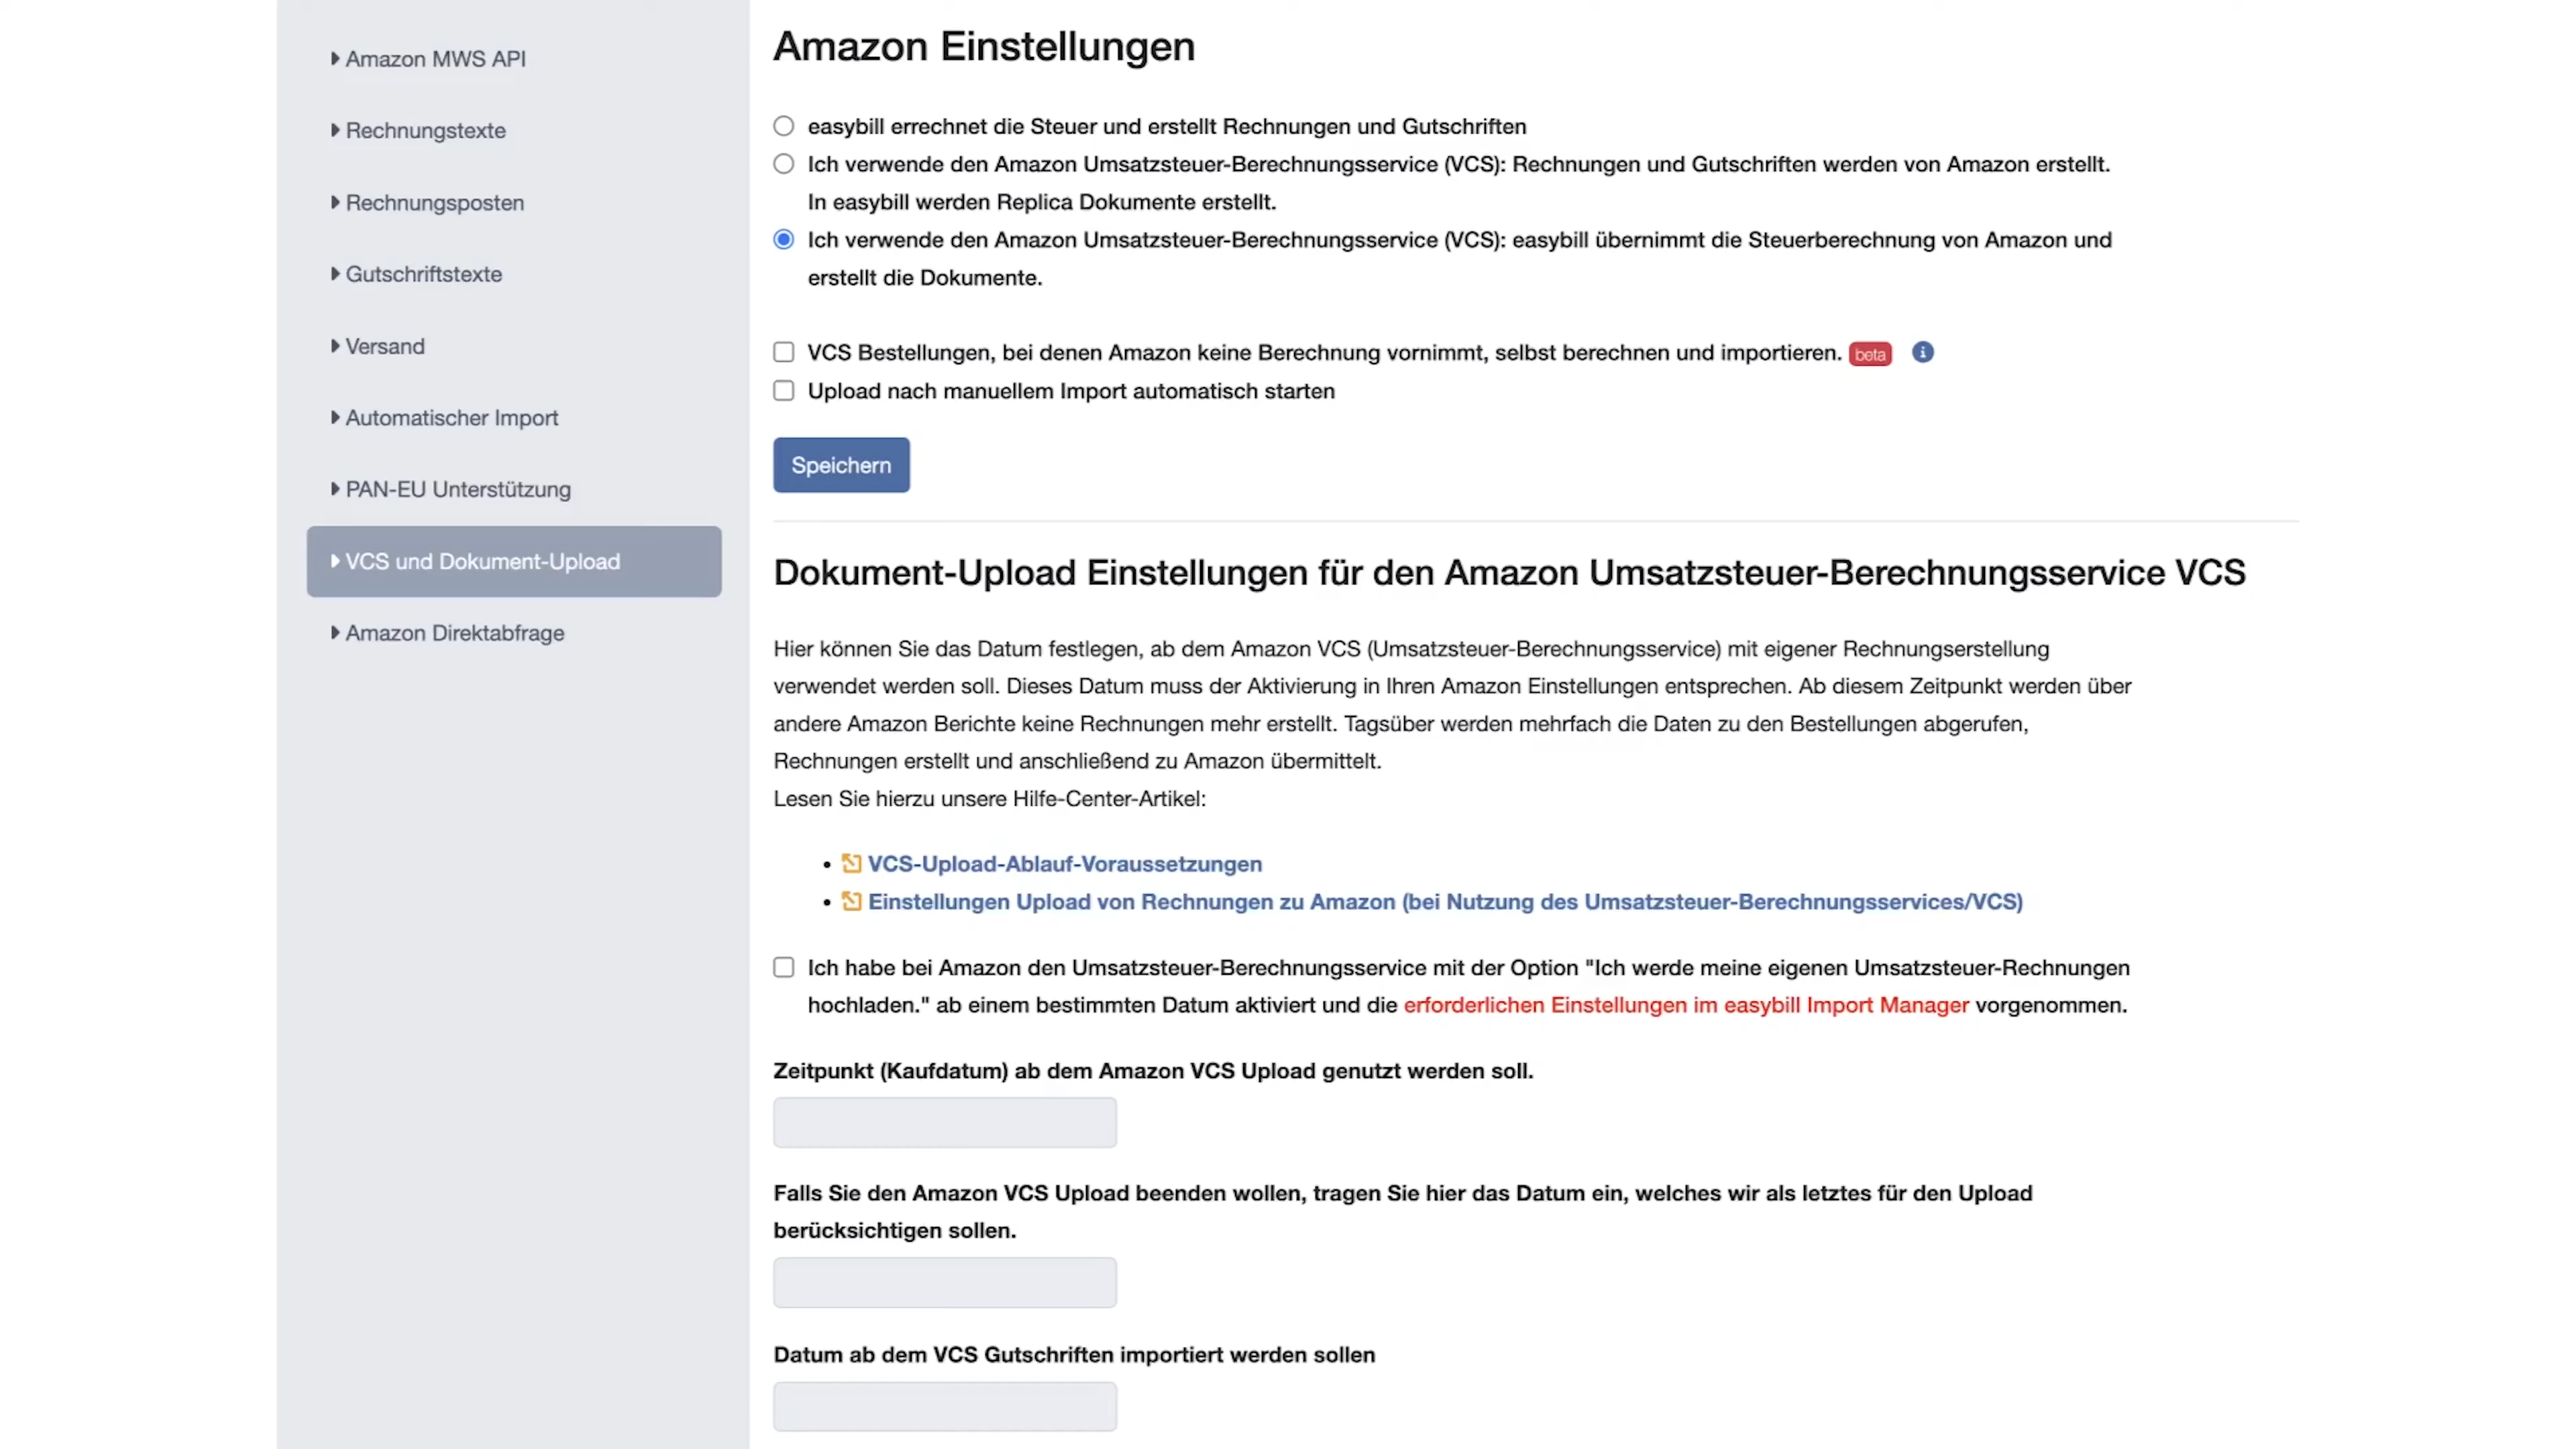 Amazon MWS API
Rechnungstexte
Rechnungsposten
Gutschriftstexte
Versand
Automatischer Import
PAN-EU Unterstützung
VCS und Dokument-Upload
Amazon Direktabfrage
Amazon Einstellungen
easybill errechnet die Steuer und erstellt Rechnungen und Gutschriften
Ich verwende den Amazon Umsatzsteuer-Berechnungsservice (VCS): Rechnungen und Gutschriften werden von Amazon erstellt.
In easybill werden Replica Dokumente erstellt.
Ich verwende den Amazon Umsatzsteuer-Berechnungsservice (VCS): easybill übernimmt die Steuerberechnung von Amazon und
erstellt die Dokumente.
VCS Bestellungen, bei denen Amazon keine Berechnung vornimmt, selbst berechnen und importieren. beta i
Upload nach manuellem Import automatisch starten
Speichern
Dokument-Upload Einstellungen für den Amazon Umsatzsteuer-Berechnungsservice VCS
Hier können Sie das Datum festlegen, ab dem Amazon VCS (Umsatzsteuer-Berechnungsservice) mit eigener Rechnungserstellung
verwendet werden soll. Dieses Datum muss der Aktivierung in Ihren Amazon Einstellungen entsprechen. Ab diesem Zeitpunkt werden über
andere Amazon Berichte keine Rechnungen mehr erstellt. Tagsüber werden mehrfach die Daten zu den Bestellungen abgerufen,
Rechnungen erstellt und anschließend zu Amazon übermittelt.
Lesen Sie hierzu unsere Hilfe-Center-Artikel:
VCS-Upload-Ablauf-Voraussetzungen
Einstellungen Upload von Rechnungen zu Amazon (bei Nutzung des Umsatzsteuer-Berechnungsservices/VCS)
Ich habe bei Amazon den Umsatzsteuer-Berechnungsservice mit der Option "Ich werde meine eigenen Umsatzsteuer-Rechnungen
hochladen." ab einem bestimmten Datum aktiviert und die erforderlichen Einstellungen im easybill Import Manager vorgenommen.
Zeitpunkt (Kaufdatum) ab dem Amazon VCS Upload genutzt werden soll.
Falls Sie den Amazon VCS Upload beenden wollen, tragen Sie hier das Datum ein, welches wir als letztes für den Upload
berücksichtigen sollen.
Datum ab dem VCS Gutschriften importiert werden sollen